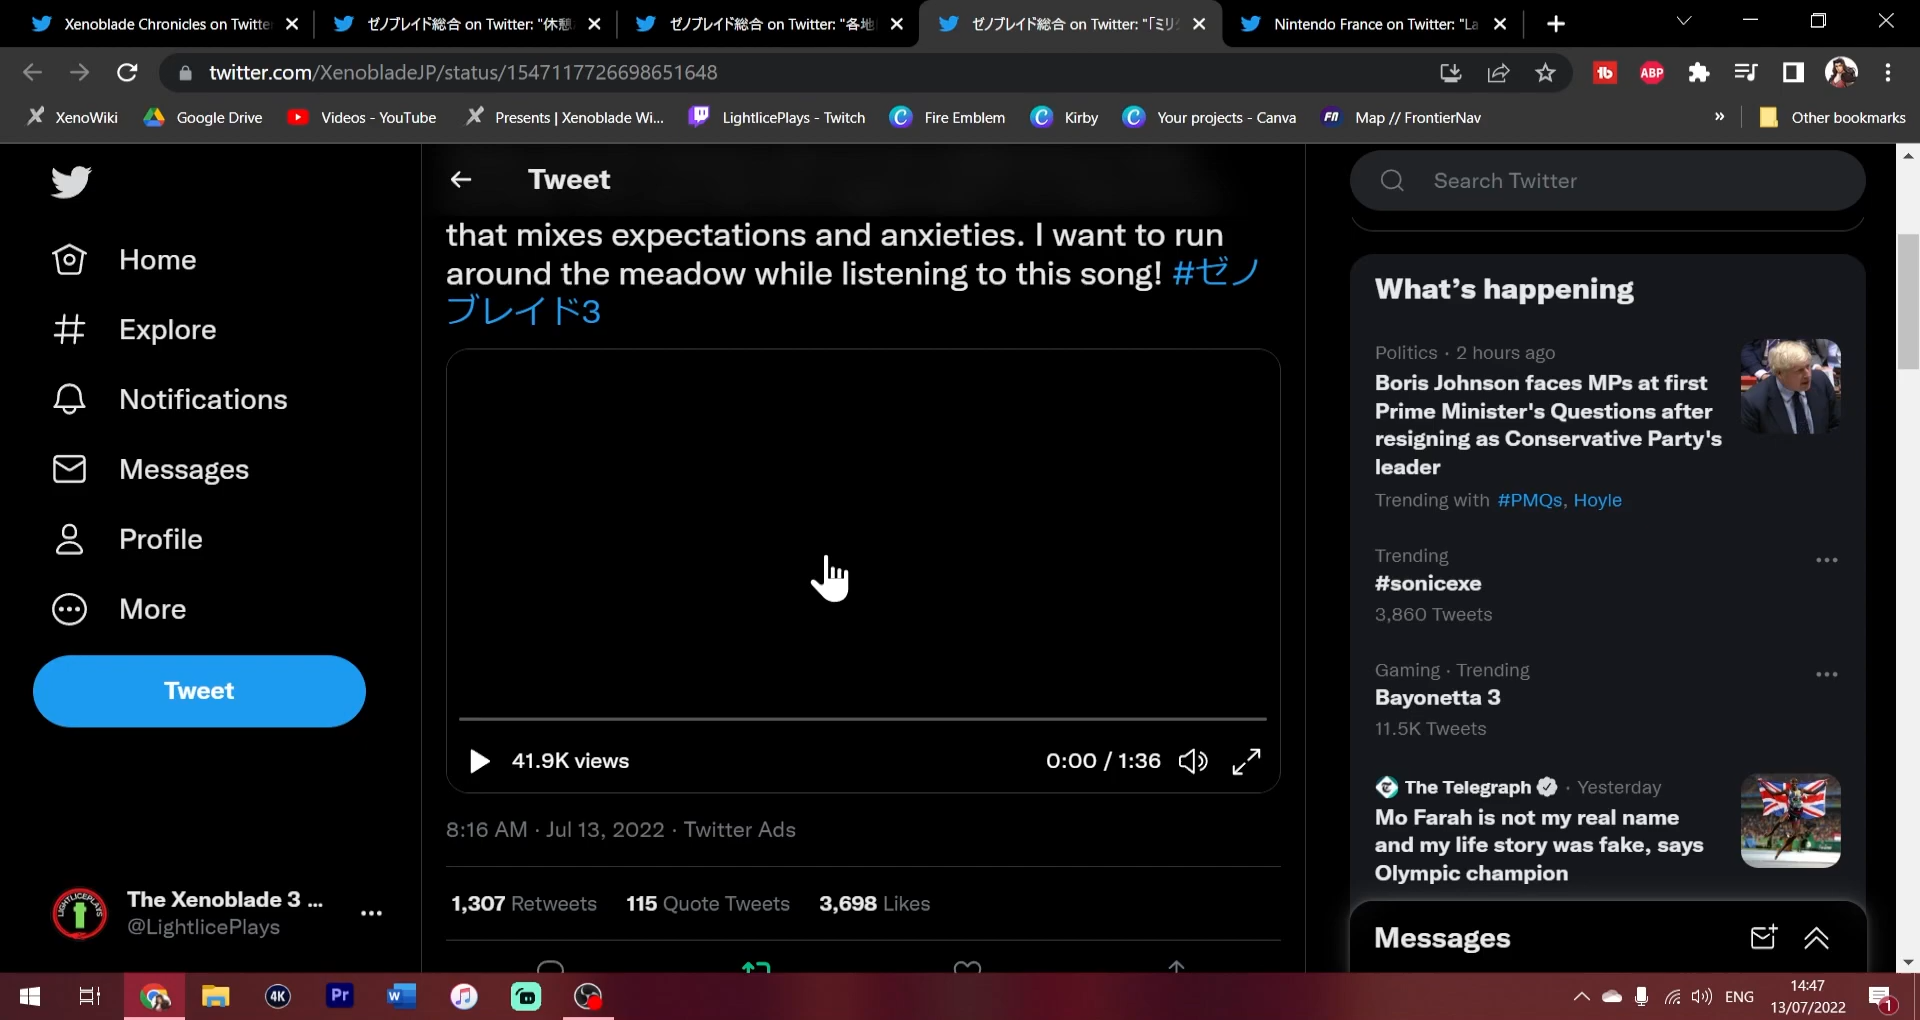 Xenoblade Chronicles on Twitte
ゼノブレイド総合 on Twitter: "休憩
ゼノブレイド総合 on Twitter: "各地
ゼノブレイド総合 on Twitter: "「ミリ
Nintendo France on Twitter: "La
twitter.com/XenobladeJP/status/1547117726698651648
ABP
XenoWiki
Google Drive
Videos - YouTube
Presents | Xenoblade Wi...
LightlicePlays - Twitch
Fire Emblem
Kirby
Your projects - Canva
FN
Map // FrontierNav
»
Other bookmarks
Home
Explore
Notifications
Messages
Profile
More
Tweet
The Xenoblade 3 ...
@LightlicePlays
Tweet
that mixes expectations and anxieties. I want to run
around the meadow while listening to this song! #ゼノ
ブレイド3
41.9K views
0:00 / 1:36
8:16 AM · Jul 13, 2022 · Twitter Ads
1,307 Retweets 115 Quote Tweets 3,698 Likes
Search Twitter
What's happening
Politics · 2 hours ago
Boris Johnson faces MPs at first
Prime Minister's Questions after
resigning as Conservative Party's
leader
Trending with #PMQs, Hoyle
Trending
#sonicexe
3,860 Tweets
Gaming · Trending
Bayonetta 3
11.5K Tweets
The Telegraph · Yesterday
Mo Farah is not my real name
and my life story was fake, says
Olympic champion
Messages
4K
Pr
W
ENG
14:47
13/07/2022
1